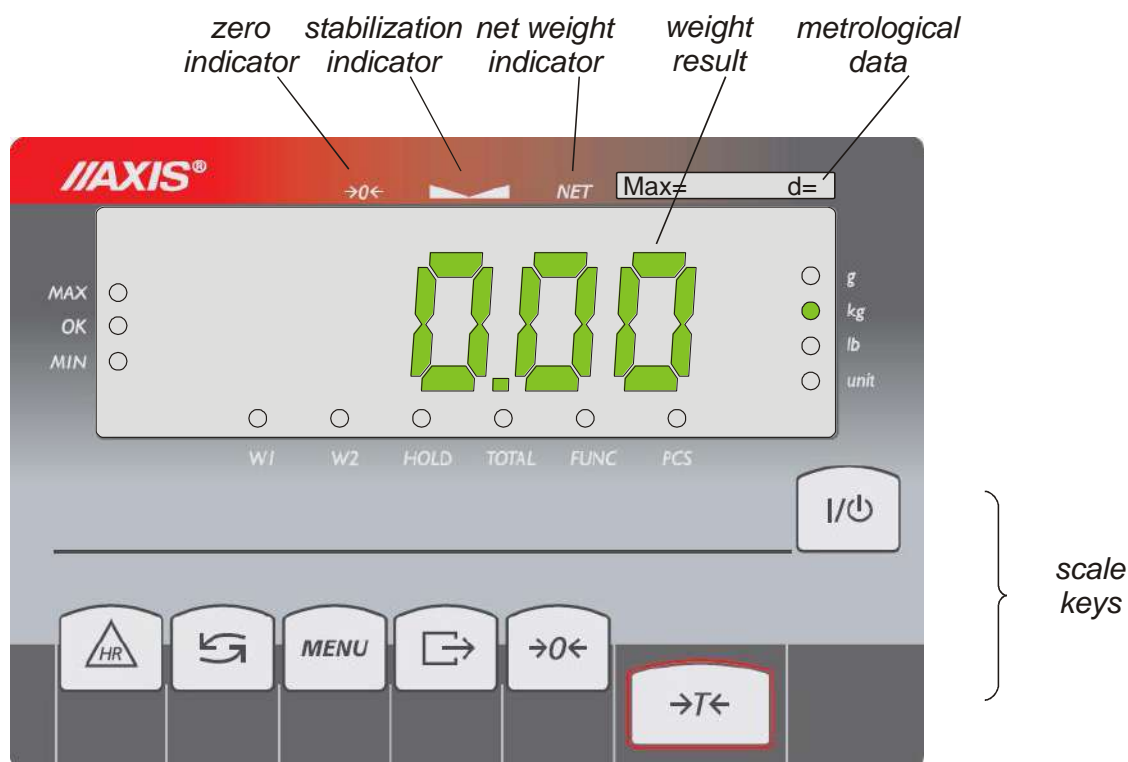 zero indicator
stabilization indicator
net weight indicator
weight result
metrological data
//AXIS®
→0←
NET
Max= d=
MAX
OK
MIN
0.00
g
kg
lb
unit
W1 W2 HOLD TOTAL FUNC PCS
I/⏻
scale
keys
HR
MENU
→0←
→T←